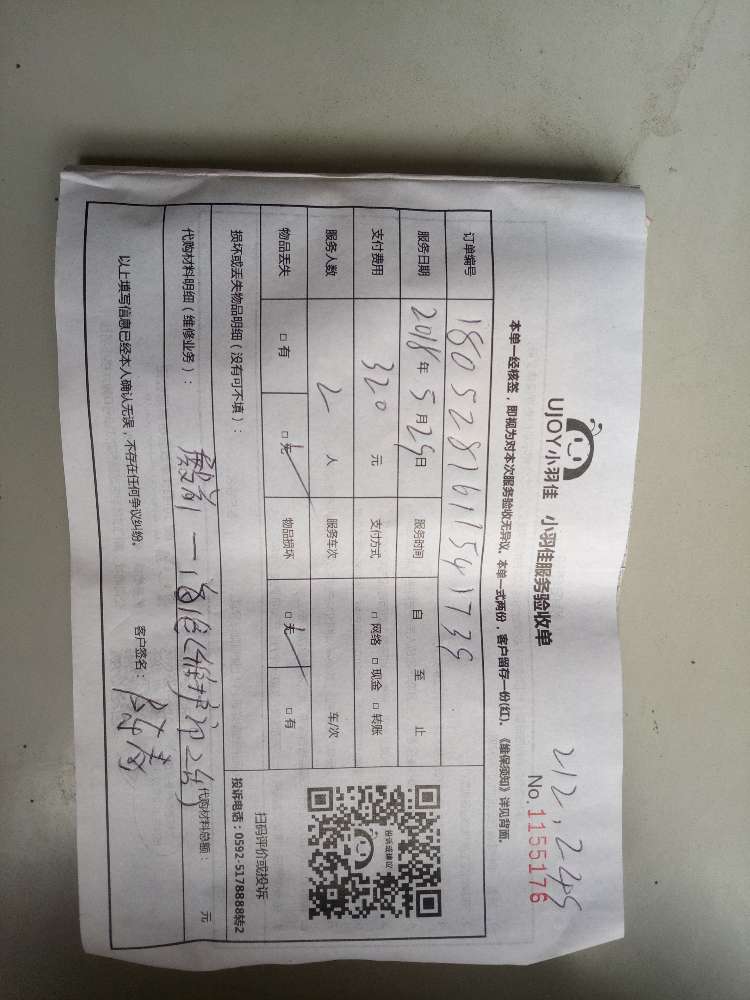 UJOY小羽佳 小羽佳服务验收单
No.1155176
本单一经核签，即视为对本次服务验收无异议。本单一式两份，客户留存一份(红)。《维保须知》详见背面。
订单编号
服务日期 2018年 5月29日 服务时间 自 至 止
支付费用 320 元 支付方式 □网络 □现金 □转账
服务人数 2 人 服务车次 车/次
物品丢失 □有 □无 物品损坏 □无 □有
损坏或丢失物品明细（没有可不填）：
代购材料明细（维修业务）：
代购材料总额： 元
以上填写信息已经本人确认无误，不存在任何争议纠纷。
客户签名：
投诉或建议
扫码评价或投诉
投诉电话：0592-5178888转2